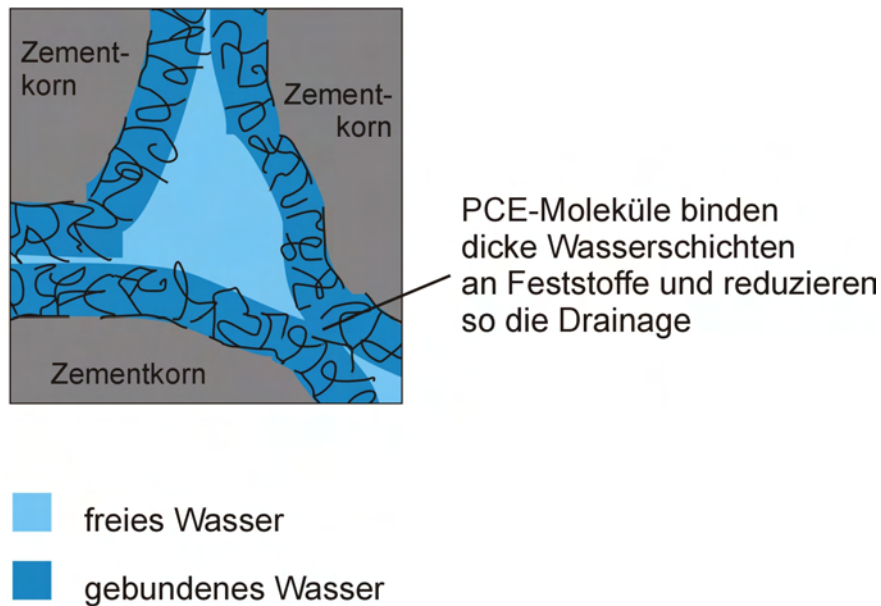 Zement-
korn
Zement-
korn
PCE-Moleküle binden
dicke Wasserschichten
an Feststoffe und reduzieren
so die Drainage
Zementkorn
freies Wasser
gebundenes Wasser